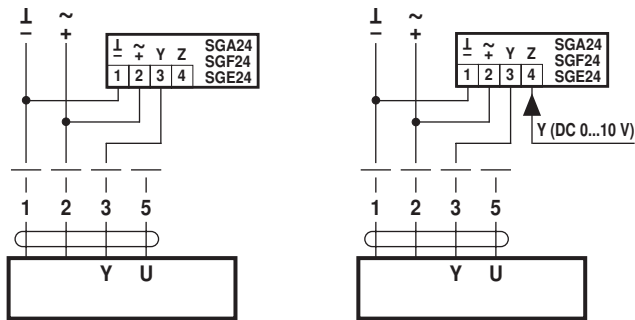 ⊥ ~
– +
⊥ ~ Y Z SGA24
– + SGF24
1 2 3 4 SGE24
1 2 3 5
Y U
⊥ ~
– +
⊥ ~ Y Z SGA24
– + SGF24
1 2 3 4 SGE24
Y (DC 0...10 V)
1 2 3 5
Y U